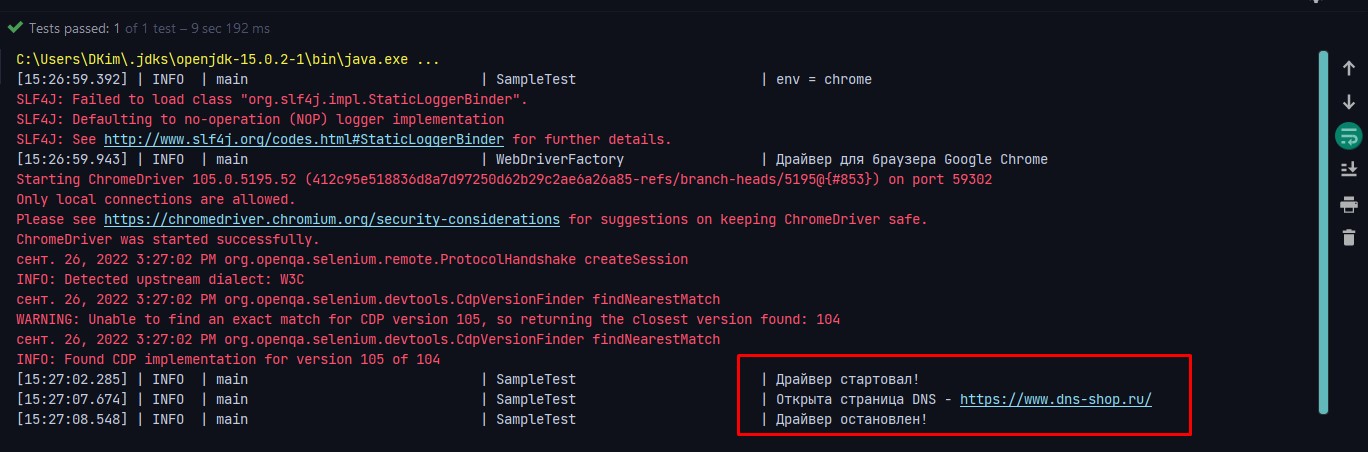 Tests passed: 1 of 1 test – 9 sec 192 ms
C:\Users\DKim\.jdks\openjdk-15.0.2-1\bin\java.exe ...
[15:26:59.392] | INFO  | main                               | SampleTest                       | env = chrome
SLF4J: Failed to load class "org.slf4j.impl.StaticLoggerBinder".
SLF4J: Defaulting to no-operation (NOP) logger implementation
SLF4J: See http://www.slf4j.org/codes.html#StaticLoggerBinder for further details.
[15:26:59.943] | INFO  | main                               | WebDriverFactory                 | Драйвер для браузера Google Chrome
Starting ChromeDriver 105.0.5195.52 (412c95e518836d8a7d97250d62b29c2ae6a26a85-refs/branch-heads/5195@{#853}) on port 59302
Only local connections are allowed.
Please see https://chromedriver.chromium.org/security-considerations for suggestions on keeping ChromeDriver safe.
ChromeDriver was started successfully.
сент. 26, 2022 3:27:02 PM org.openqa.selenium.remote.ProtocolHandshake createSession
INFO: Detected upstream dialect: W3C
сент. 26, 2022 3:27:02 PM org.openqa.selenium.devtools.CdpVersionFinder findNearestMatch
WARNING: Unable to find an exact match for CDP version 105, so returning the closest version found: 104
сент. 26, 2022 3:27:02 PM org.openqa.selenium.devtools.CdpVersionFinder findNearestMatch
INFO: Found CDP implementation for version 105 of 104
[15:27:02.285] | INFO  | main                               | SampleTest                       | Драйвер стартовал!
[15:27:07.674] | INFO  | main                               | SampleTest                       | Открыта страница DNS - https://www.dns-shop.ru/
[15:27:08.548] | INFO  | main                               | SampleTest                       | Драйвер остановлен!